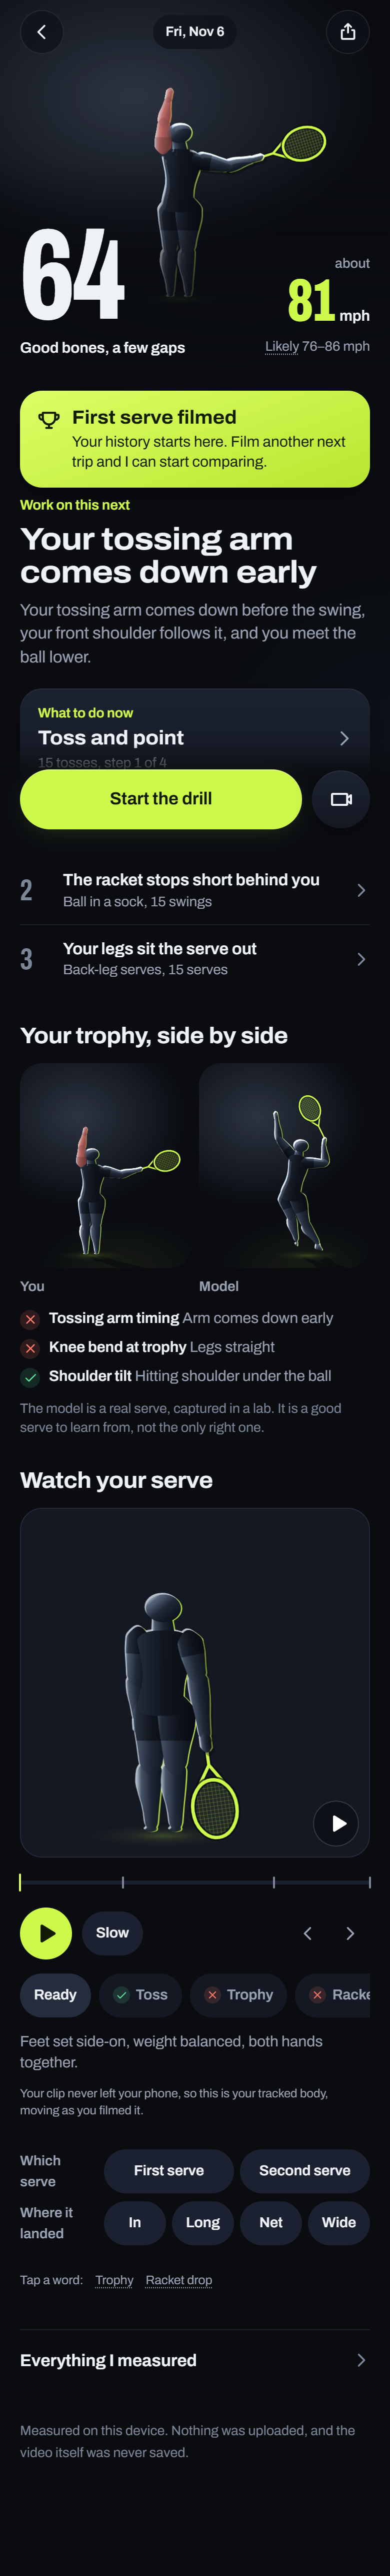 Fri, Nov 6
64
Good bones, a few gaps
about
81 mph
Likely 76–86 mph
First serve filmed
Your history starts here. Film another next
trip and I can start comparing.
Work on this next
Your tossing arm
comes down early
Your tossing arm comes down before the swing,
your front shoulder follows it, and you meet the
ball lower.
What to do now
Toss and point
15 tosses, step 1 of 4
Start the drill
2
The racket stops short behind you
Ball in a sock, 15 swings
3
Your legs sit the serve out
Back-leg serves, 15 serves
Your trophy, side by side
You
Model
Tossing arm timing Arm comes down early
Knee bend at trophy Legs straight
Shoulder tilt Hitting shoulder under the ball
The model is a real serve, captured in a lab. It is a good
serve to learn from, not the only right one.
Watch your serve
Slow
Ready
Toss
Trophy
Racke
Feet set side-on, weight balanced, both hands
together.
Your clip never left your phone, so this is your tracked body,
moving as you filmed it.
Which
serve
First serve
Second serve
Where it
landed
In
Long
Net
Wide
Tap a word: Trophy Racket drop
Everything I measured
Measured on this device. Nothing was uploaded, and the
video itself was never saved.